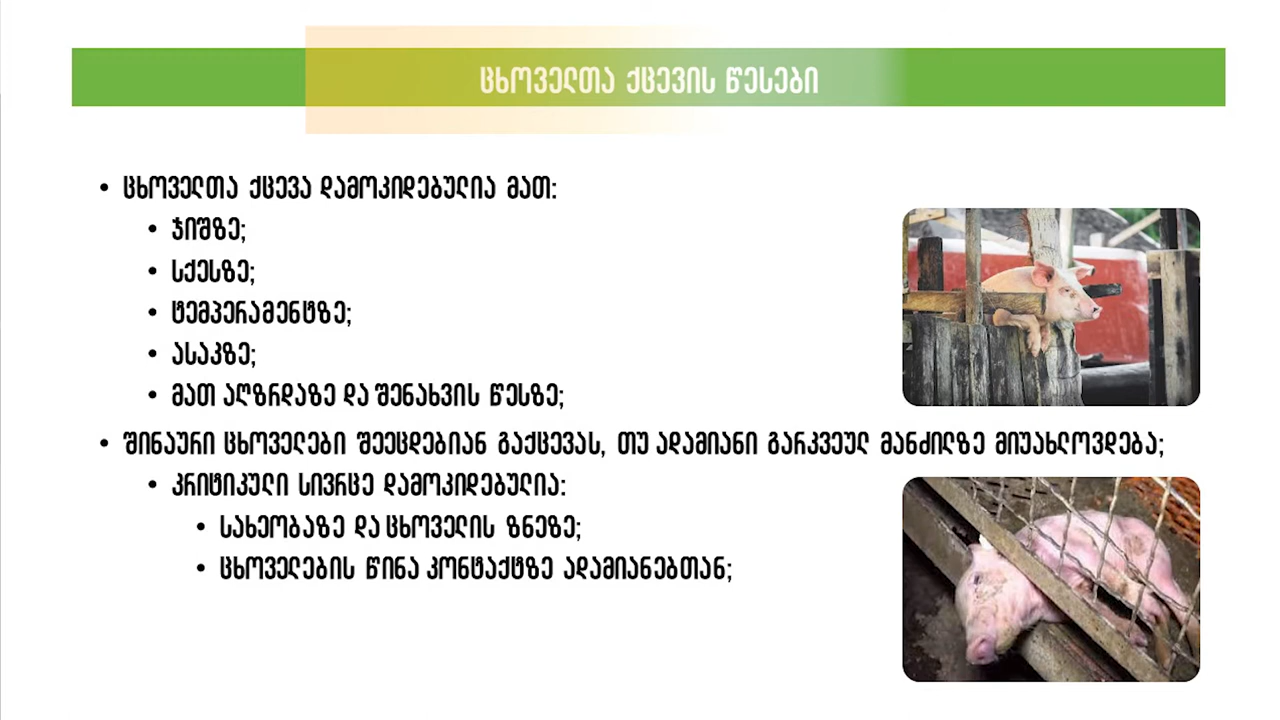 ცხოველთა ქცევის წესები
• ცხოველთა ქცევა დამოკიდებულია მათ:
• ჯიშზე;
• სქესზე;
• ტემპერამენტზე;
• ასაკზე;
• მათ აღზრდაზე და შენახვის წესზე;
• შინაური ცხოველები შეეცდებიან გაქცევას, თუ ადამიანი გარკვეულ მანძილზე მიუახლოვდება;
• კრიტიკული სივრცე დამოკიდებულია:
• სახეობაზე და ცხოველის ზნეზე;
• ცხოველების წინა კონტაქტზე ადამიანებთან;